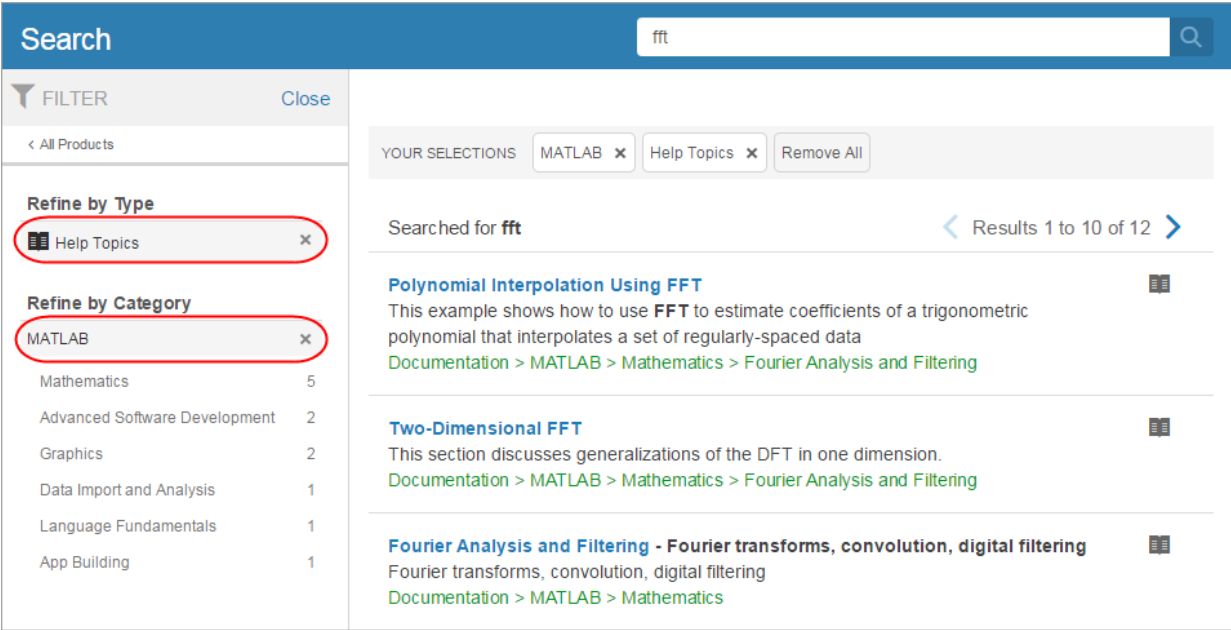 Search
fft
FILTER Close
< All Products
YOUR SELECTIONS MATLAB × Help Topics × Remove All
Refine by Type
Help Topics ×
Refine by Category
MATLAB ×
Mathematics 5
Advanced Software Development 2
Graphics 2
Data Import and Analysis 1
Language Fundamentals 1
App Building 1
Searched for fft
Results 1 to 10 of 12
Polynomial Interpolation Using FFT
This example shows how to use FFT to estimate coefficients of a trigonometric
polynomial that interpolates a set of regularly-spaced data
Documentation > MATLAB > Mathematics > Fourier Analysis and Filtering
Two-Dimensional FFT
This section discusses generalizations of the DFT in one dimension.
Documentation > MATLAB > Mathematics > Fourier Analysis and Filtering
Fourier Analysis and Filtering - Fourier transforms, convolution, digital filtering
Fourier transforms, convolution, digital filtering
Documentation > MATLAB > Mathematics